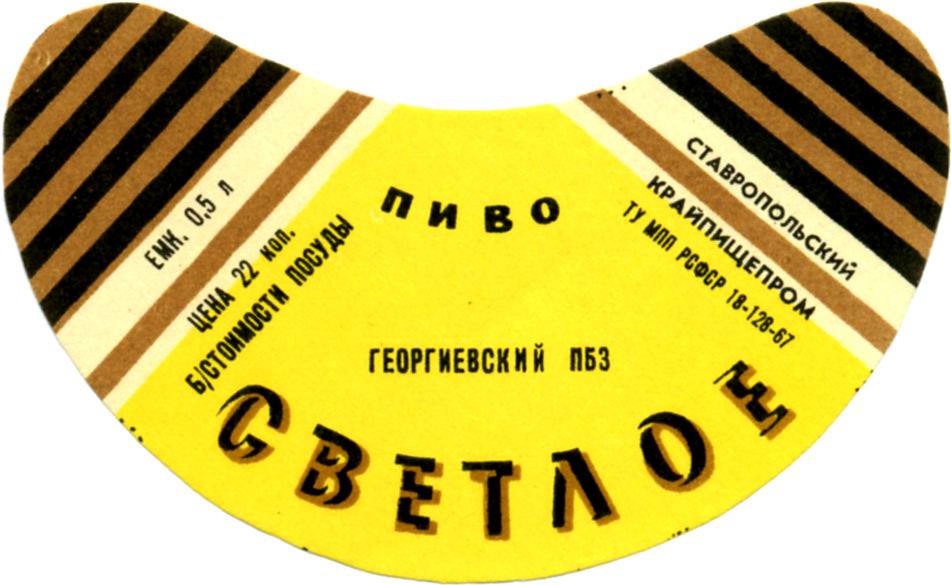 ПИВО
ЕМК. 0,5 л
ЦЕНА 22 коп.
Б/СТОИМОСТИ ПОСУДЫ
СТАВРОПОЛЬСКИЙ
КРАЙПИЩЕПРОМ
ТУ МПП РСФСР 18-128-67
ГЕОРГИЕВСКИЙ ПБЗ
СВЕТЛОЕ